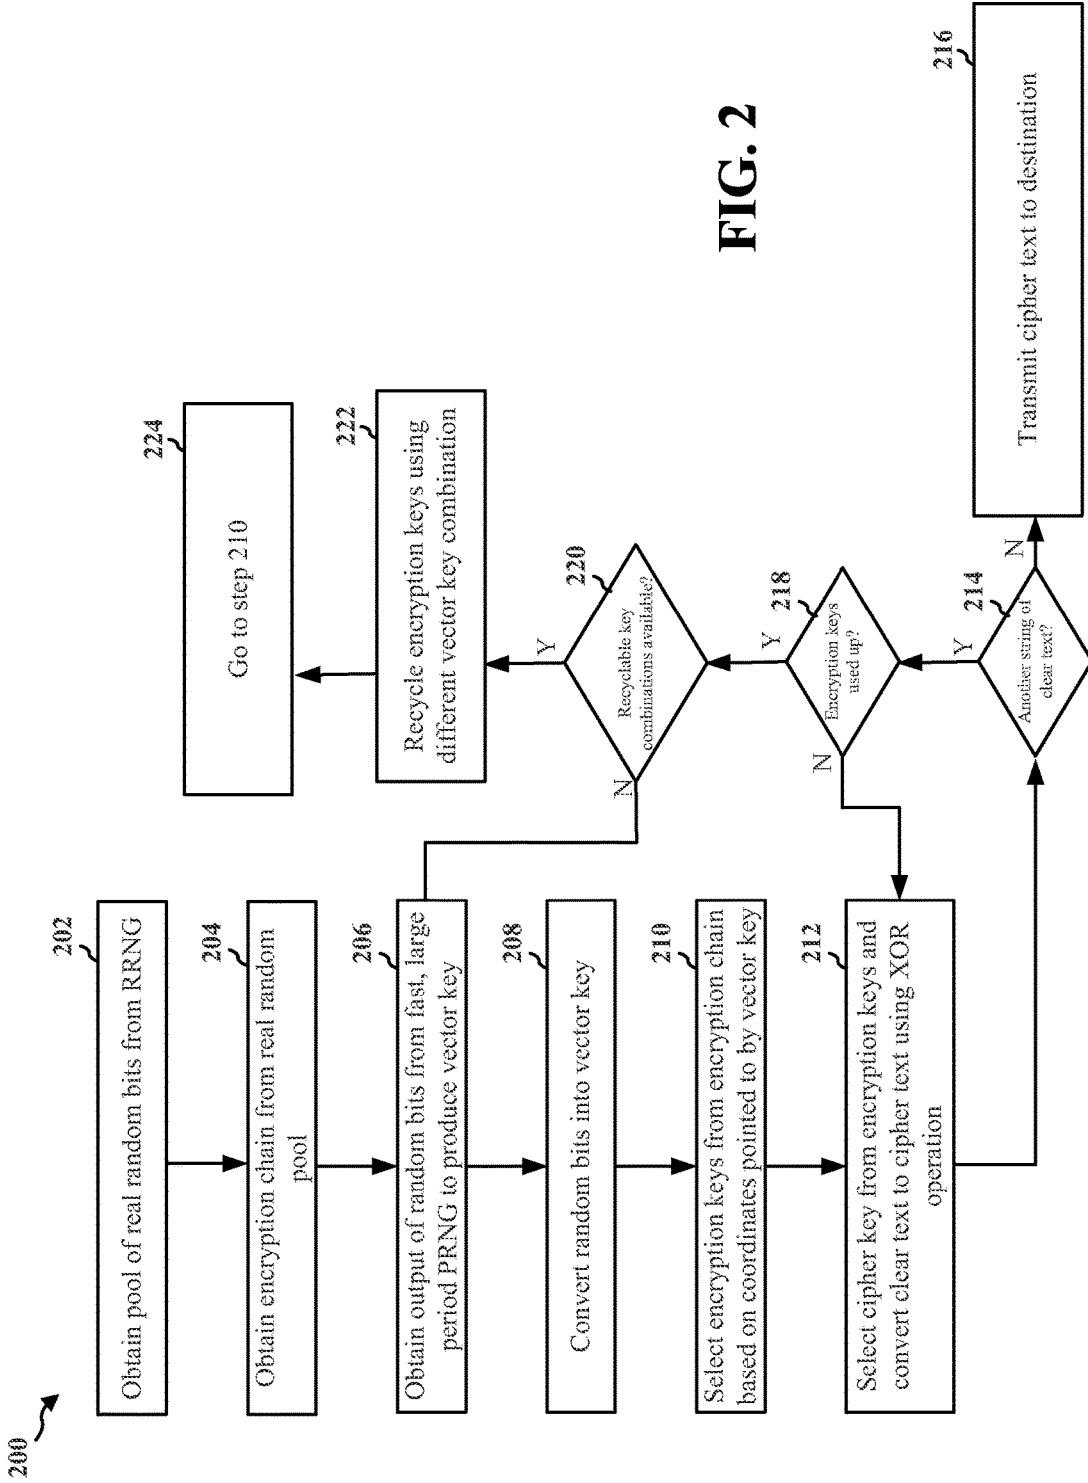 200
202
Obtain pool of real random bits from RRNG
204
Obtain encryption chain from real random
pool
206
Obtain output of random bits from fast, large
period PRNG to produce vector key
208
Convert random bits into vector key
210
Select encryption keys from encryption chain
based on coordinates pointed to by vector key
212
Select cipher key from encryption keys and
convert clear text to cipher text using XOR
operation
224
Go to step 210
222
Recycle encryption keys using
different vector key combination
Y
220
Recyclable key
combinations available?
N
Y
218
Encryption keys
used up?
N
Y
214
Another string of
clear text?
N
216
Transmit cipher text to destination
FIG. 2